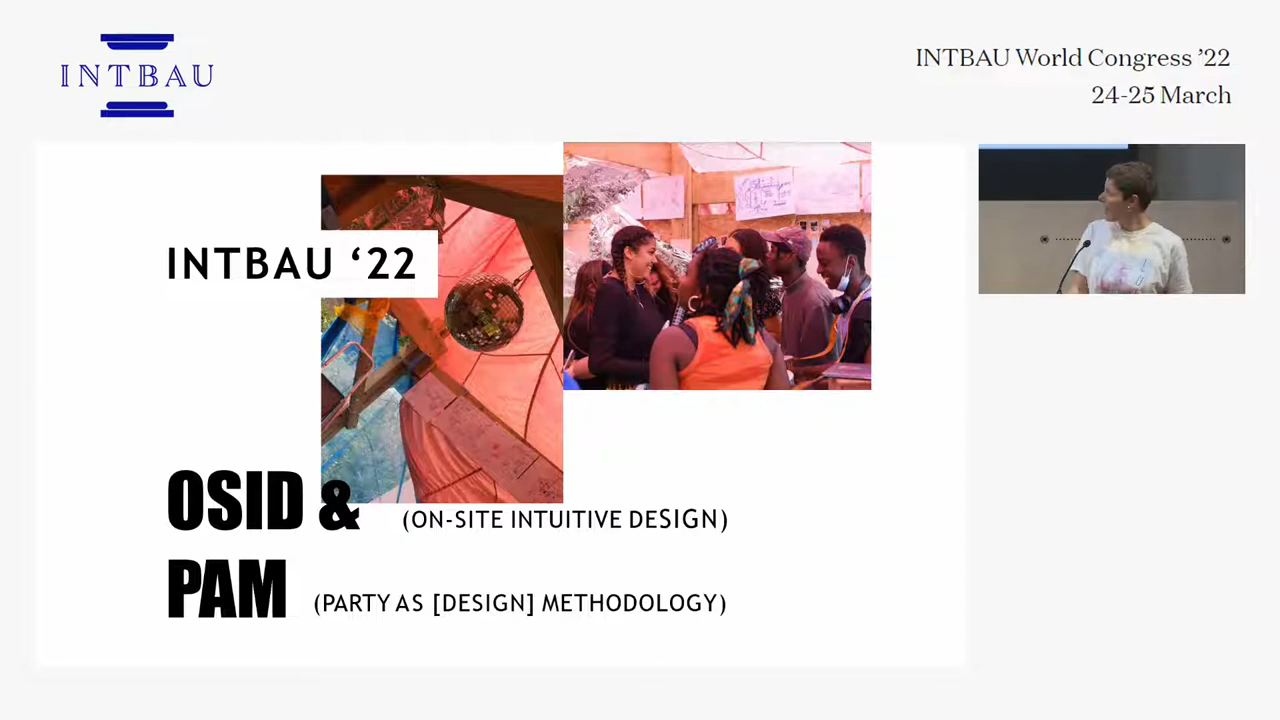 INTBAU
INTBAU World Congress ’22
24-25 March
INTBAU ‘22
OSID & (ON-SITE INTUITIVE DESIGN)
PAM (PARTY AS [DESIGN] METHODOLOGY)